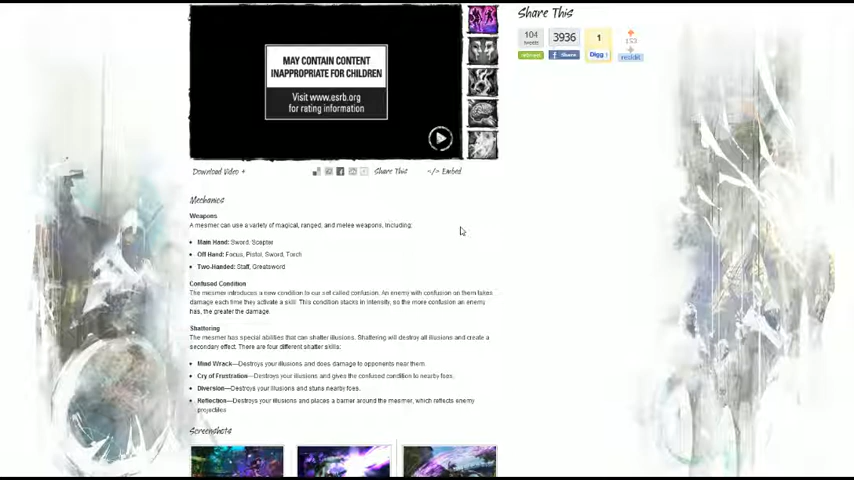 Share This
104
tweets
retweet
3936
Share
1
Digg
reddit
MAY CONTAIN CONTENT
INAPPROPRIATE FOR CHILDREN
Visit www.esrb.org
for rating information
Download Video +
Share This
</> Embed
Mechanics
Weapons
A mesmer can use a variety of magical, ranged, and melee weapons, including:
• Main Hand: Sword, Scepter
• Off Hand: Focus, Pistol, Sword, Torch
• Two-Handed: Staff, Greatsword
Confused Condition
The mesmer introduces a new condition to our set called confusion. An enemy with confusion on them takes
damage each time they activate a skill. This condition stacks in intensity, so the more confusion an enemy
has, the greater the damage.
Shattering
The mesmer has special abilities that can shatter illusions. Shattering will destroy all illusions and create a
secondary effect. There are four different shatter skills:
• Mind Wrack—Destroys your illusions and does damage to opponents near them.
• Cry of Frustration—Destroys your illusions and gives the confused condition to nearby foes.
• Diversion—Destroys your illusions and stuns nearby foes.
• Reflection—Destroys your illusions and places a barrier around the mesmer, which reflects enemy
projectiles
Screenshots